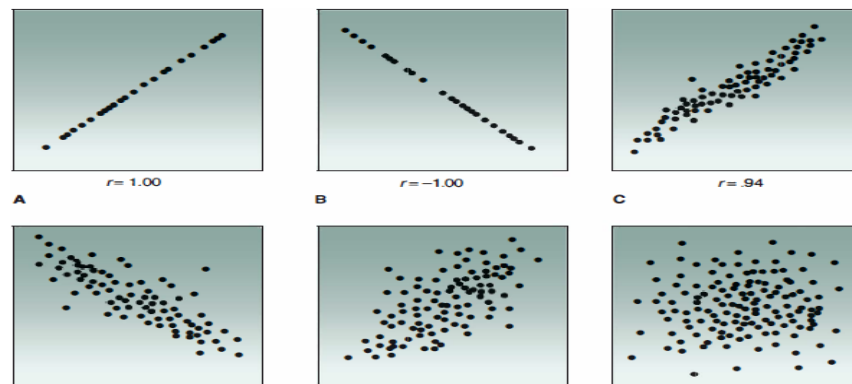 r = 1.00
r = −1.00
r = .94
A
B
C